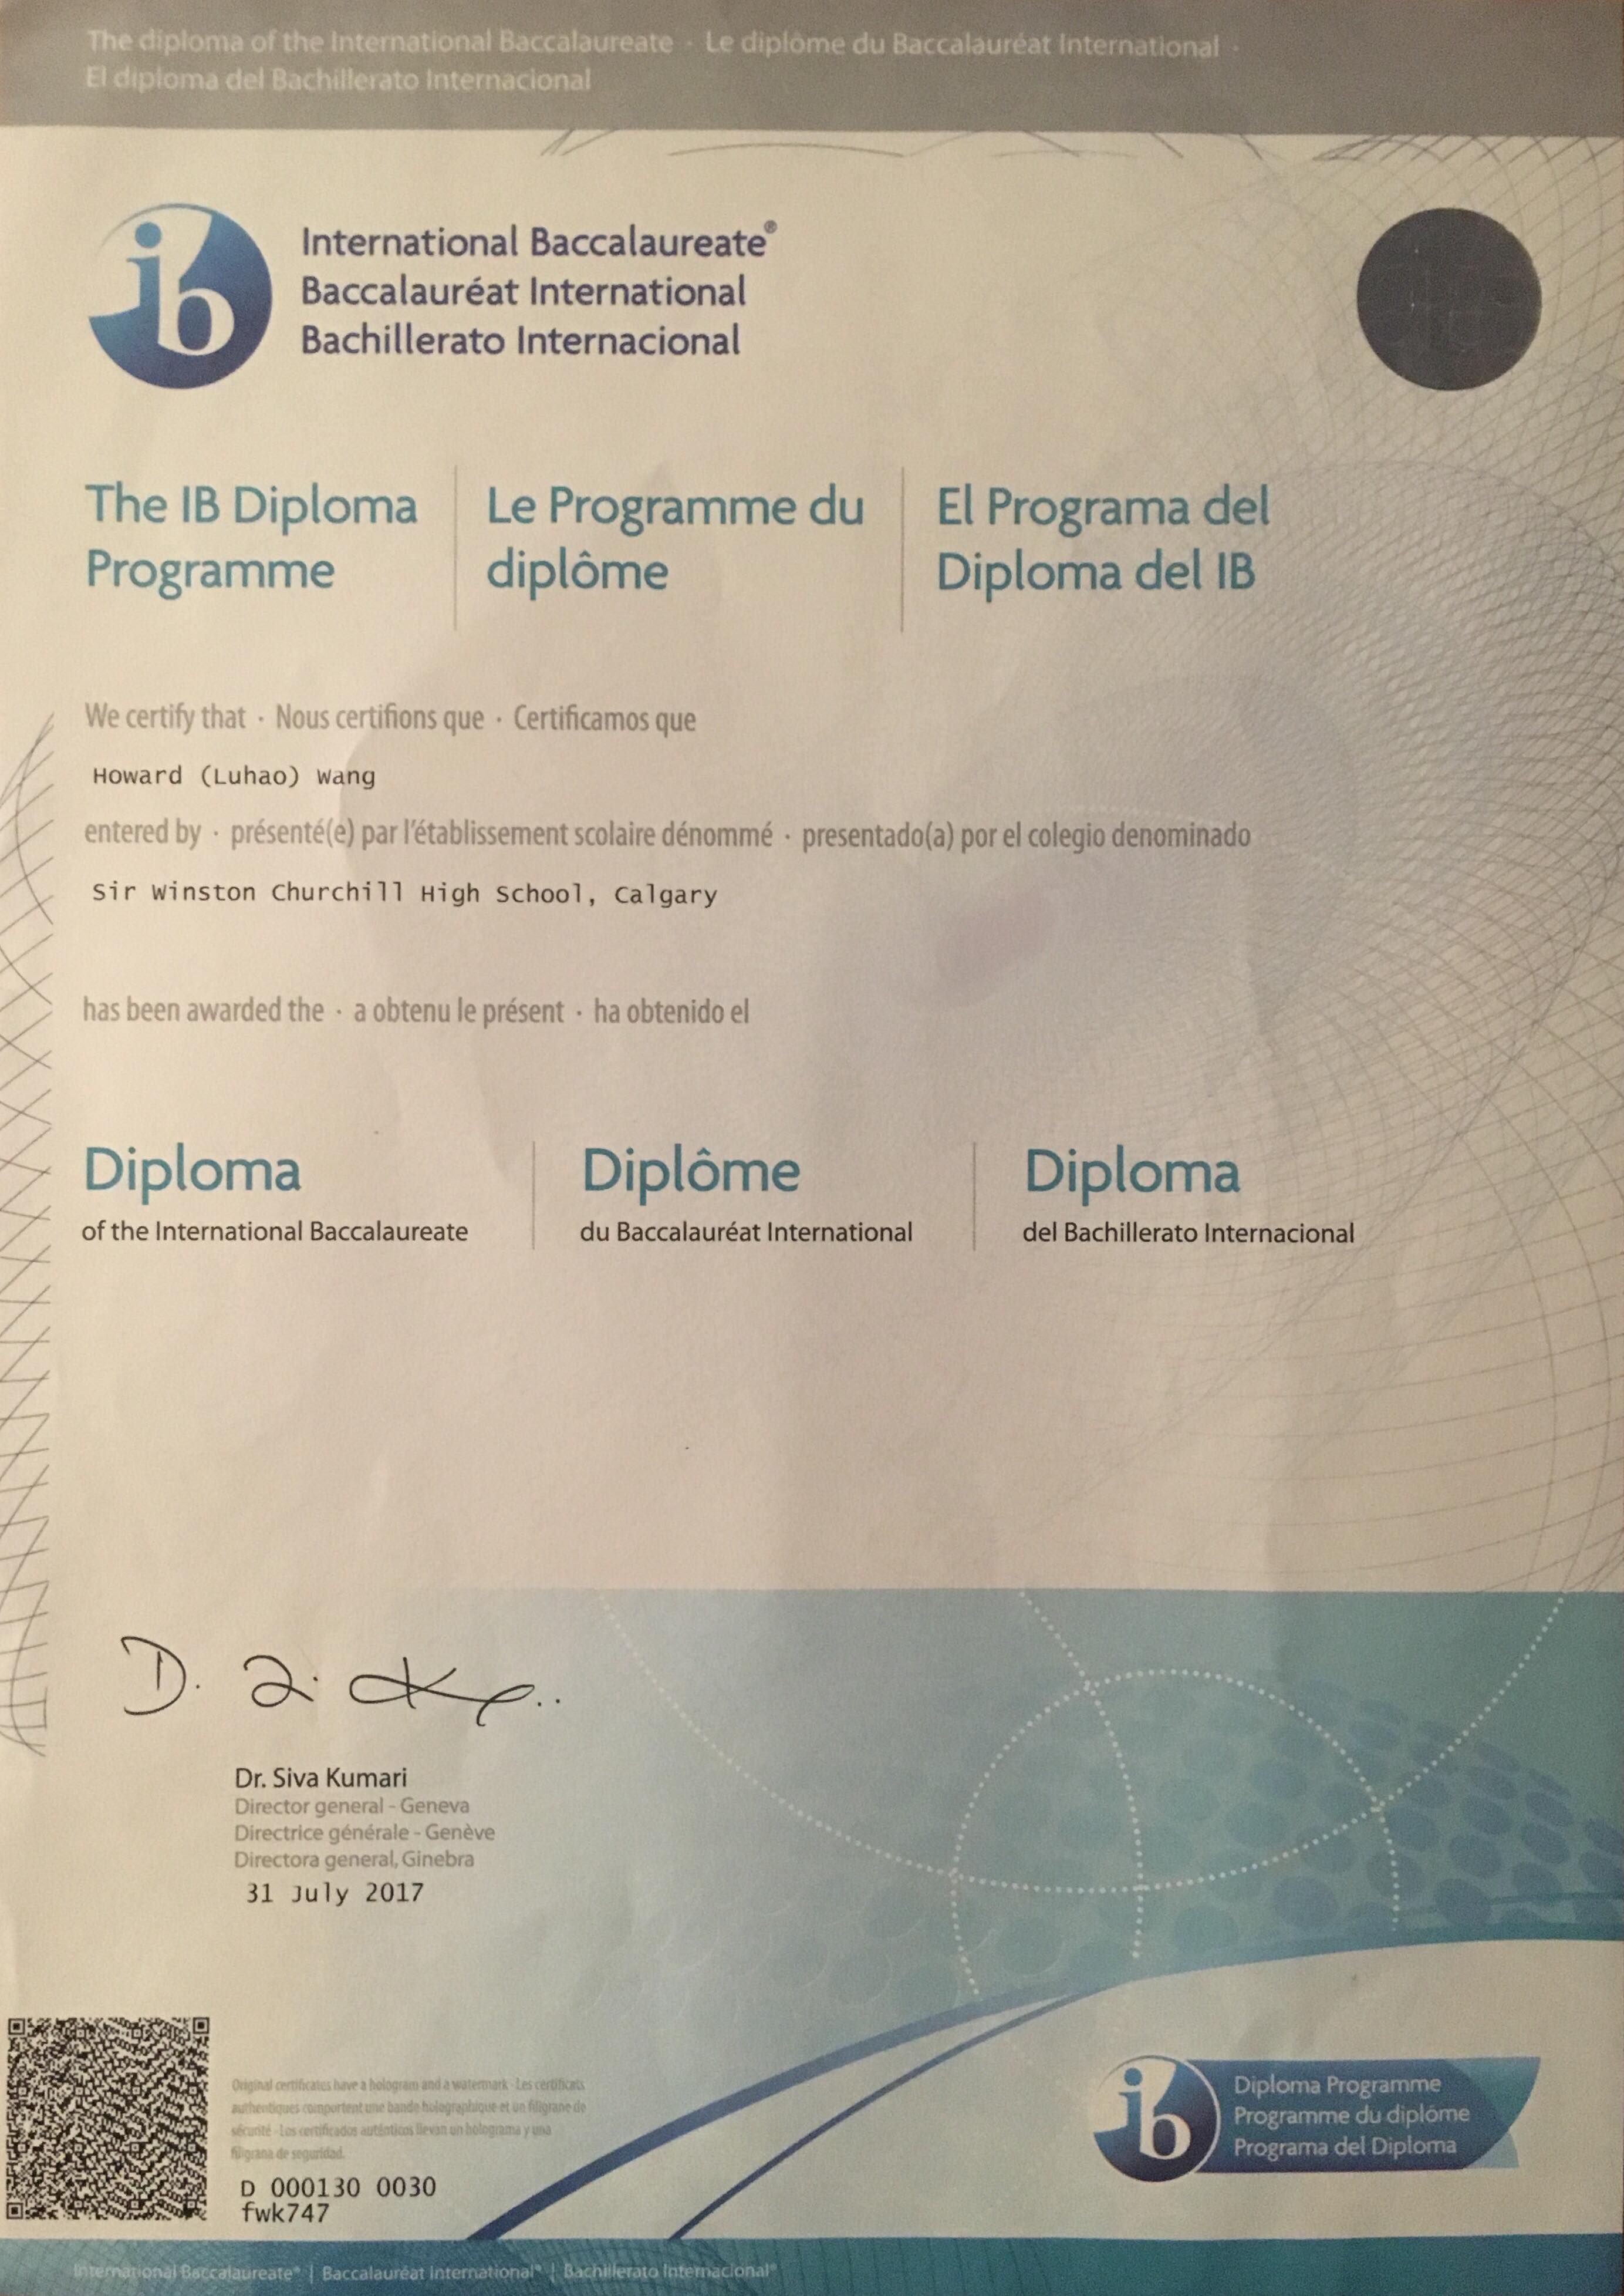 The diploma of the International Baccalaureate · Le diplôme du Baccalauréat International ·
El diploma del Bachillerato Internacional
ib
International Baccalaureate®
Baccalauréat International
Bachillerato Internacional
The IB Diploma
Programme
Le Programme du
diplôme
El Programa del
Diploma del IB
We certify that · Nous certifions que · Certificamos que
Howard (Luhao) Wang
entered by · présenté(e) par l'établissement scolaire dénommé · presentado(a) por el colegio denominado
Sir Winston Churchill High School, Calgary
has been awarded the · a obtenu le présent · ha obtenido el
Diploma
of the International Baccalaureate
Diplôme
du Baccalauréat International
Diploma
del Bachillerato Internacional
Dr. Siva Kumari
Director general - Geneva
Directrice générale - Genève
Directora general, Ginebra
31 July 2017
Original certificates have a hologram and a watermark · Les certificats
authentiques comportent une bande holographique et un filigrane de
sécurité · Los certificados auténticos llevan un holograma y una
filigrana de seguridad.
D 000130 0030
fwk747
ib
Diploma Programme
Programme du diplôme
Programa del Diploma
International Baccalaureate® | Baccalauréat International® | Bachillerato Internacional®